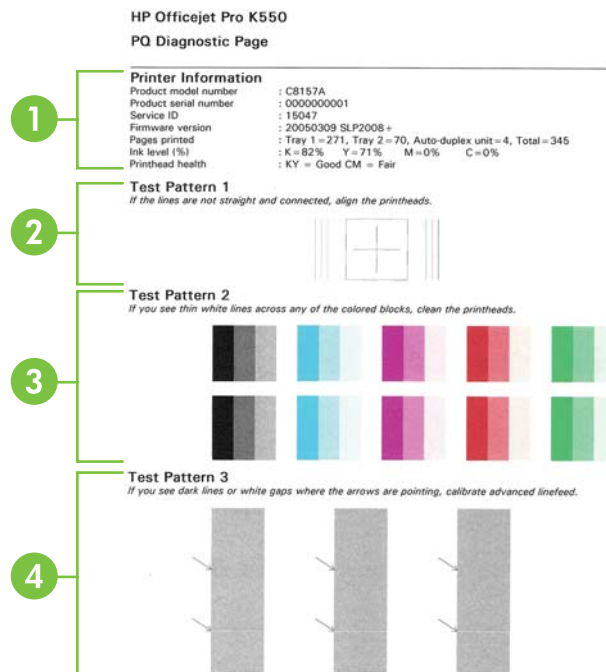 HP Officejet Pro K550
PQ Diagnostic Page
1
Printer Information
Product model number : C8157A
Product serial number : 0000000001
Service ID : 15047
Firmware version : 20050309 SLP2008+
Pages printed : Tray 1=271, Tray 2=70, Auto-duplex unit=4, Total=345
Ink level (%) : K=82% Y=71% M=0% C=0%
Printhead health : KY = Good CM = Fair
2
Test Pattern 1
If the lines are not straight and connected, align the printheads.
3
Test Pattern 2
If you see thin white lines across any of the colored blocks, clean the printheads.
4
Test Pattern 3
If you see dark lines or white gaps where the arrows are pointing, calibrate advanced linefeed.